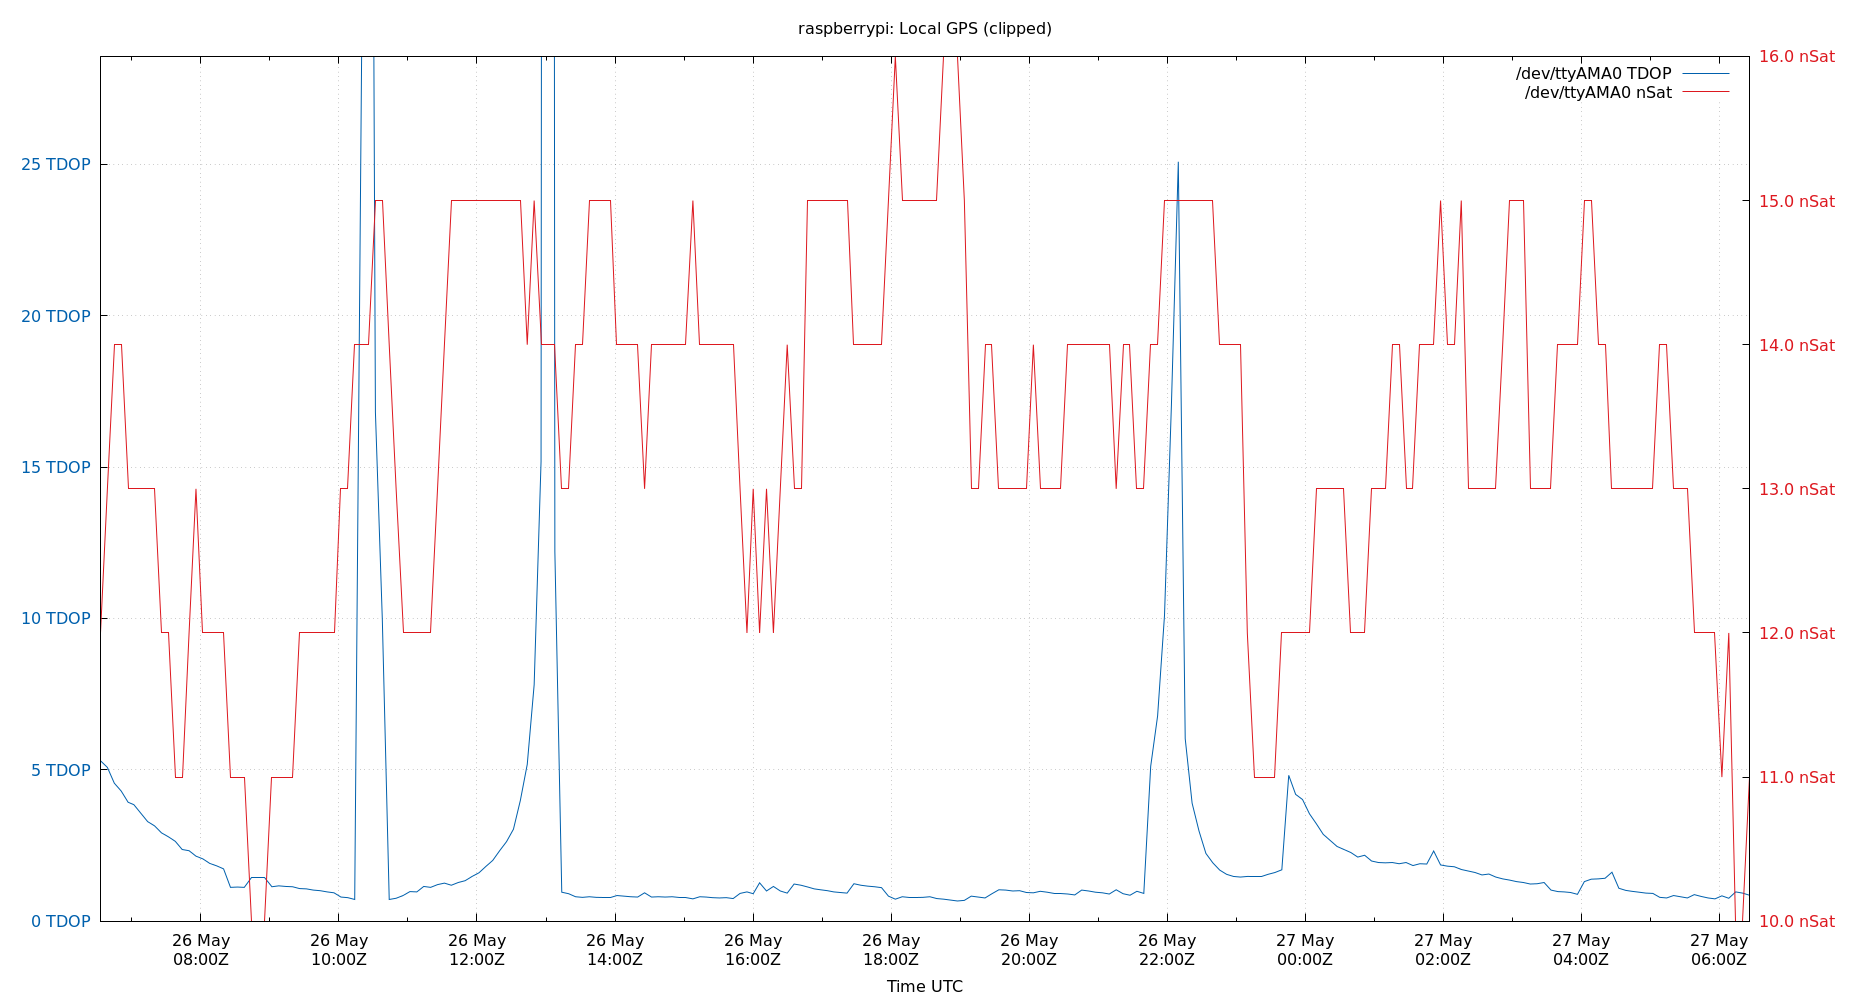 raspberrypi: Local GPS (clipped)
16.0 nSat
/dev/ttyAMA0 TDOP
/dev/ttyAMA0 nSat
25 TDOP
15.0 nSat
20 TDOP
14.0 nSat
15 TDOP
13.0 nSat
10 TDOP
12.0 nSat
5 TDOP
11.0 nSat
0 TDOP
10.0 nSat
26 May 26 May 26 May 26 May 26 May 26 May 26 May 26 May 27 May 27 May 27 May 27 May
08:00Z 10:00Z 12:00Z 14:00Z 16:00Z 18:00Z 20:00Z 22:00Z 00:00Z 02:00Z 04:00Z 06:00Z
Time UTC